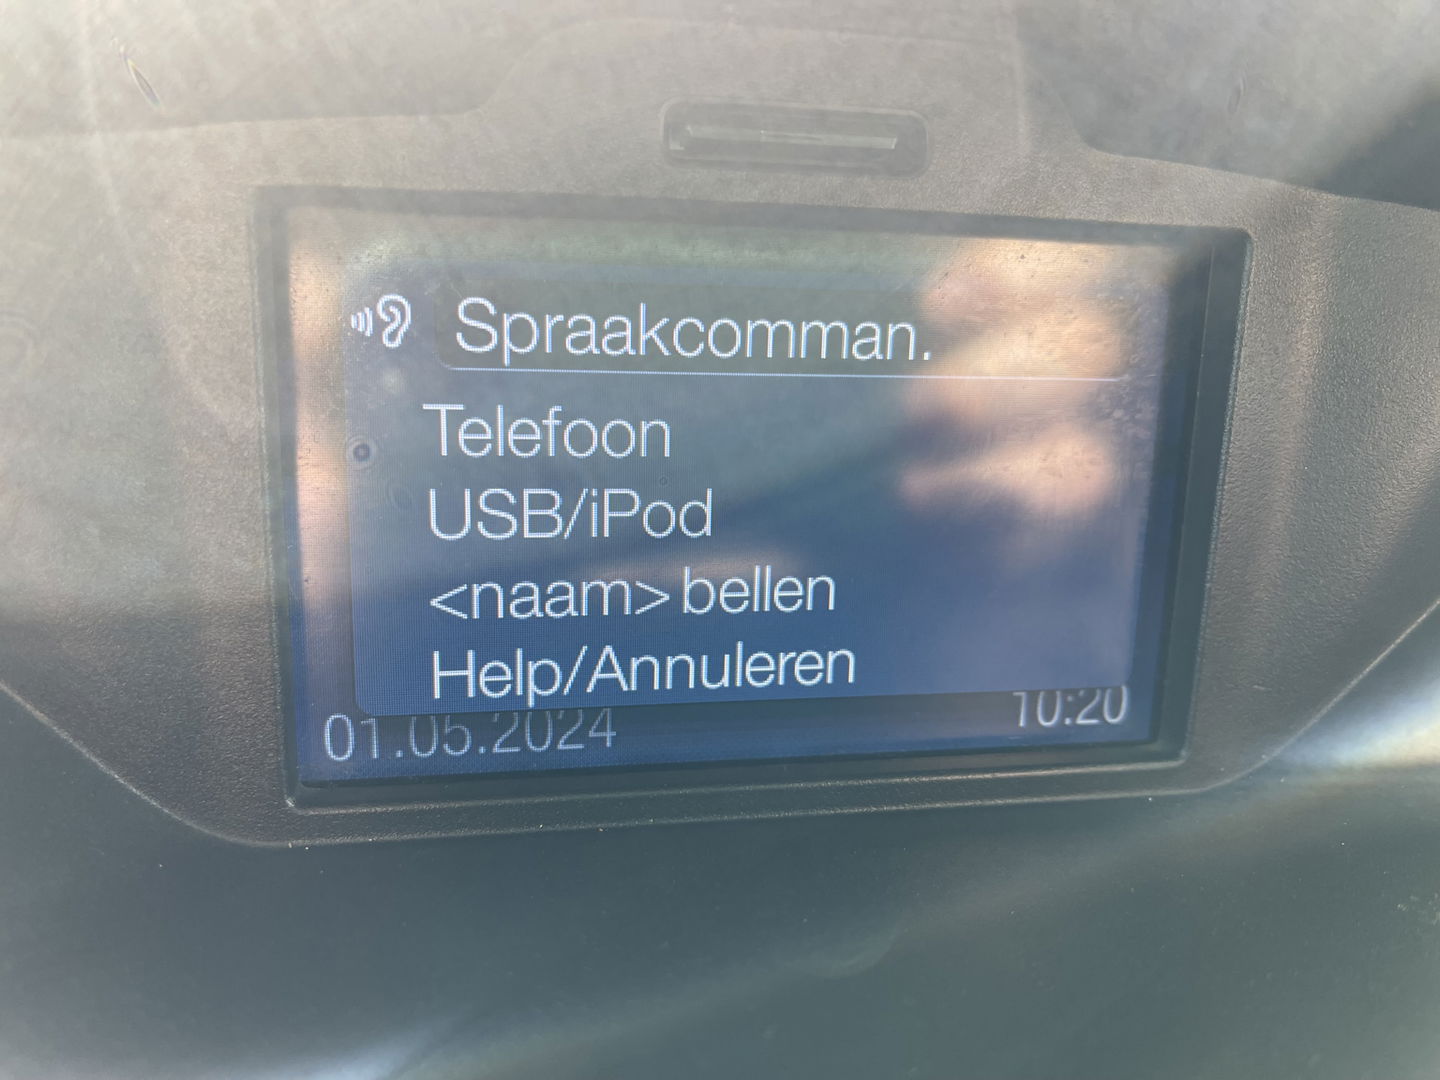 Spraakcomman.
Telefoon
USB/iPod
<naam> bellen
Help/Annuleren
01.05.2024
10:20